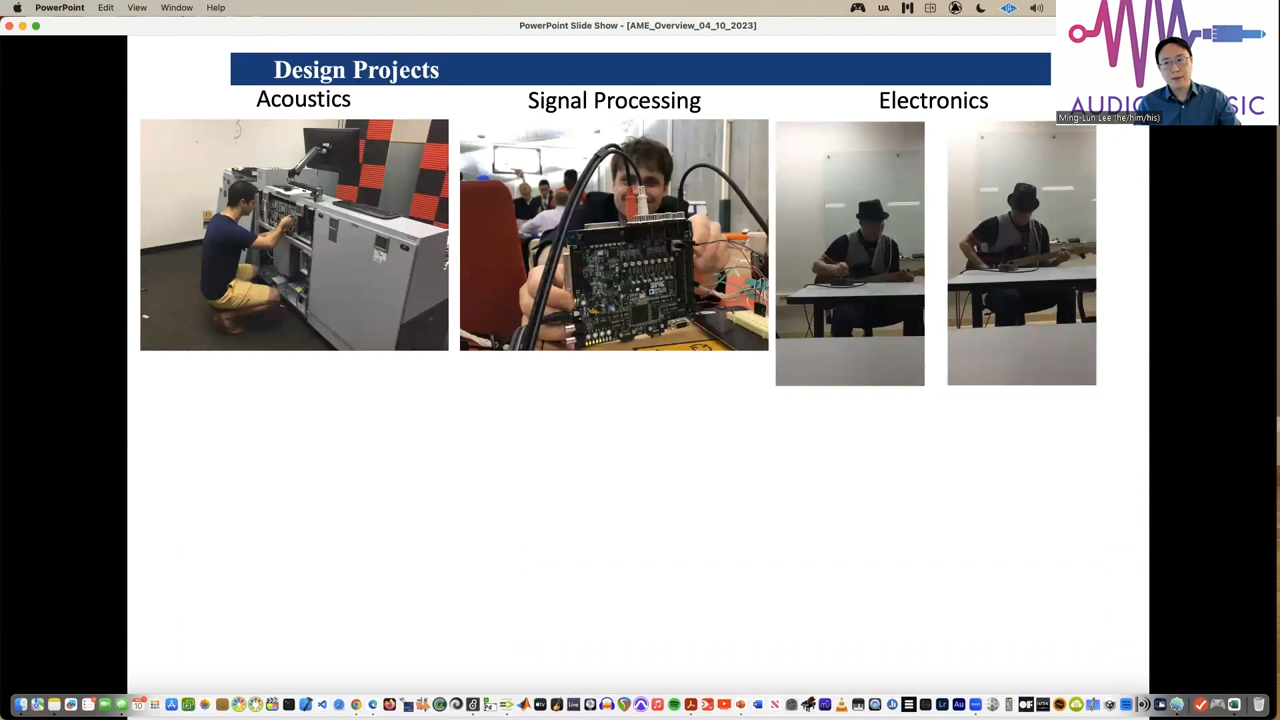 PowerPoint Edit View Window Help
UA
PowerPoint Slide Show - [AME_Overview_04_10_2023]
Design Projects
Acoustics
Signal Processing
Electronics
Ming-Lun Lee (he/him/his)